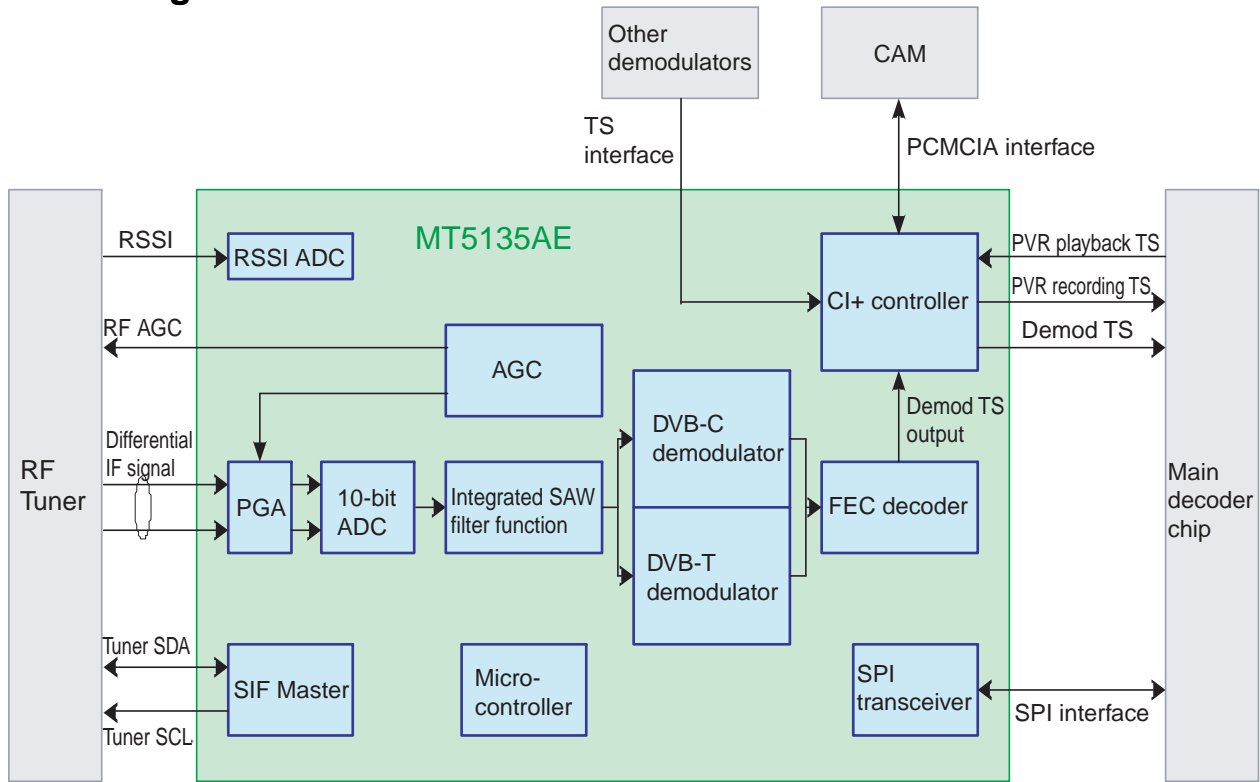 Other
demodulators
CAM
TS
interface
PCMCIA interface
MT5135AE
RSSI
RSSI ADC
CI+ controller
PVR playback TS
PVR recording TS
Demod TS
RF AGC
AGC
Demod TS
output
DVB-C
demodulator
Differential
IF signal
RF
Tuner
PGA
10-bit
ADC
Integrated SAW
filter function
FEC decoder
Main
decoder
chip
DVB-T
demodulator
Tuner SDA
SIF Master
Tuner SCL
Micro-
controller
SPI
transceiver
SPI interface